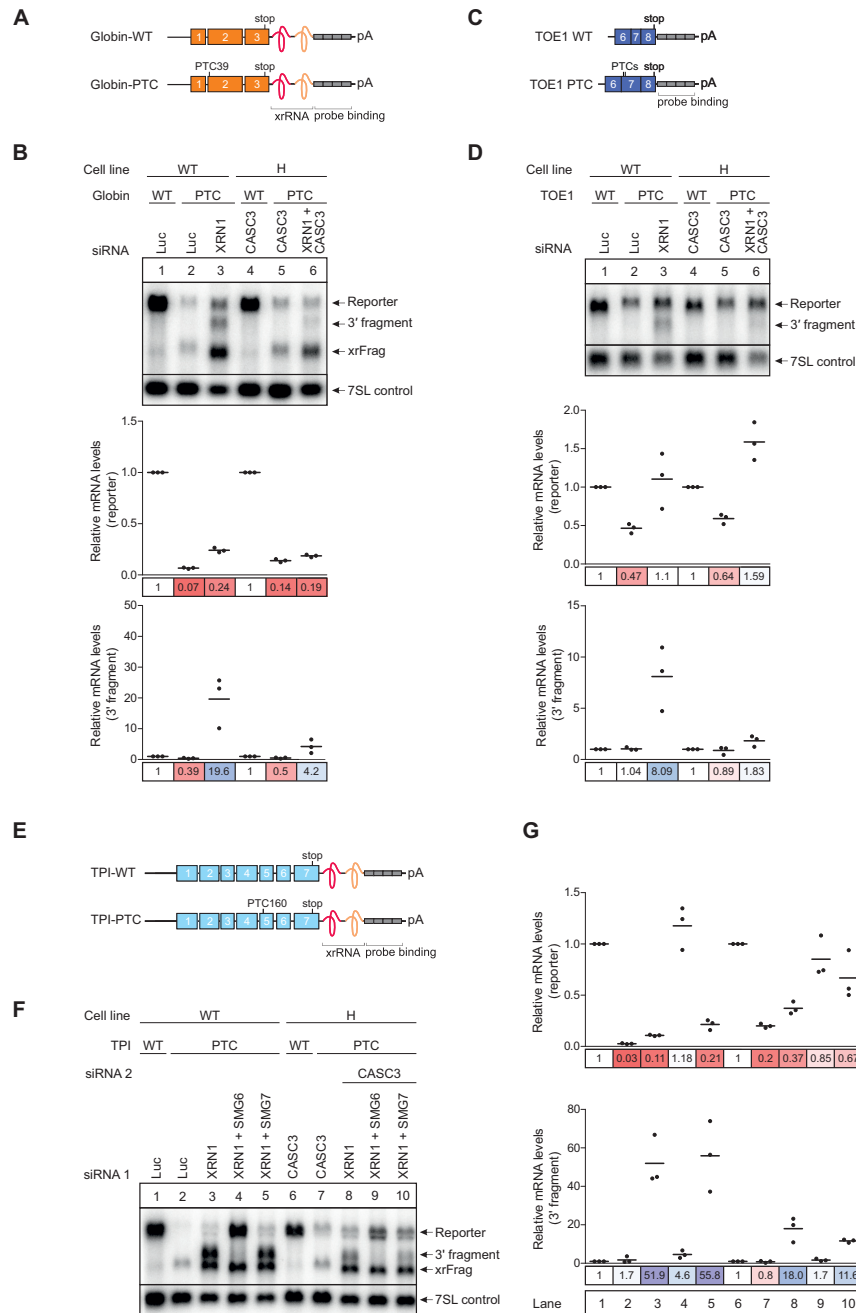 A
Globin-WT
1 2 3
stop
pA
Globin-PTC
PTC39
1 2 3
stop
pA
xrRNA
probe binding
C
TOE1 WT
6 7 8
stop
pA
TOE1 PTC
PTCs
6 7 8
stop
pA
probe binding
B
Cell line WT H
Globin WT PTC WT PTC
siRNA Luc Luc XRN1 CASC3 CASC3 XRN1 + CASC3
1 2 3 4 5 6
Reporter
3′ fragment
xrFrag
7SL control
Relative mRNA levels
(reporter)
1.5
1.0
0.5
0.0
1 0.07 0.24 1 0.14 0.19
Relative mRNA levels
(3′ fragment)
50
40
30
20
10
0
1 0.39 19.6 1 0.5 4.2
D
Cell line WT H
TOE1 WT PTC WT PTC
siRNA Luc Luc XRN1 CASC3 CASC3 XRN1 + CASC3
1 2 3 4 5 6
Reporter
3′ fragment
7SL control
Relative mRNA levels
(reporter)
2.0
1.5
1.0
0.5
0.0
1 0.47 1.1 1 0.64 1.59
Relative mRNA levels
(3′ fragment)
15
10
5
0
1 1.04 8.09 1 0.89 1.83
E
TPI-WT
1 2 3 4 5 6 7
stop
pA
TPI-PTC
PTC160
1 2 3 4 5 6 7
stop
pA
xrRNA
probe binding
F
Cell line WT H
TPI WT PTC WT PTC
siRNA 2 CASC3
siRNA 1 Luc Luc XRN1 XRN1 + SMG6 XRN1 + SMG7 CASC3 CASC3 XRN1 XRN1 + SMG6 XRN1 + SMG7
1 2 3 4 5 6 7 8 9 10
Reporter
3′ fragment
xrFrag
7SL control
G
Relative mRNA levels
(reporter)
1.5
1.0
0.5
0.0
1 0.03 0.11 1.18 0.21 1 0.2 0.37 0.85 0.67
Relative mRNA levels
(3′ fragment)
80
60
40
20
0
1 1.7 51.9 4.6 55.8 1 0.8 18.0 1.7 11.6
Lane 1 2 3 4 5 6 7 8 9 10